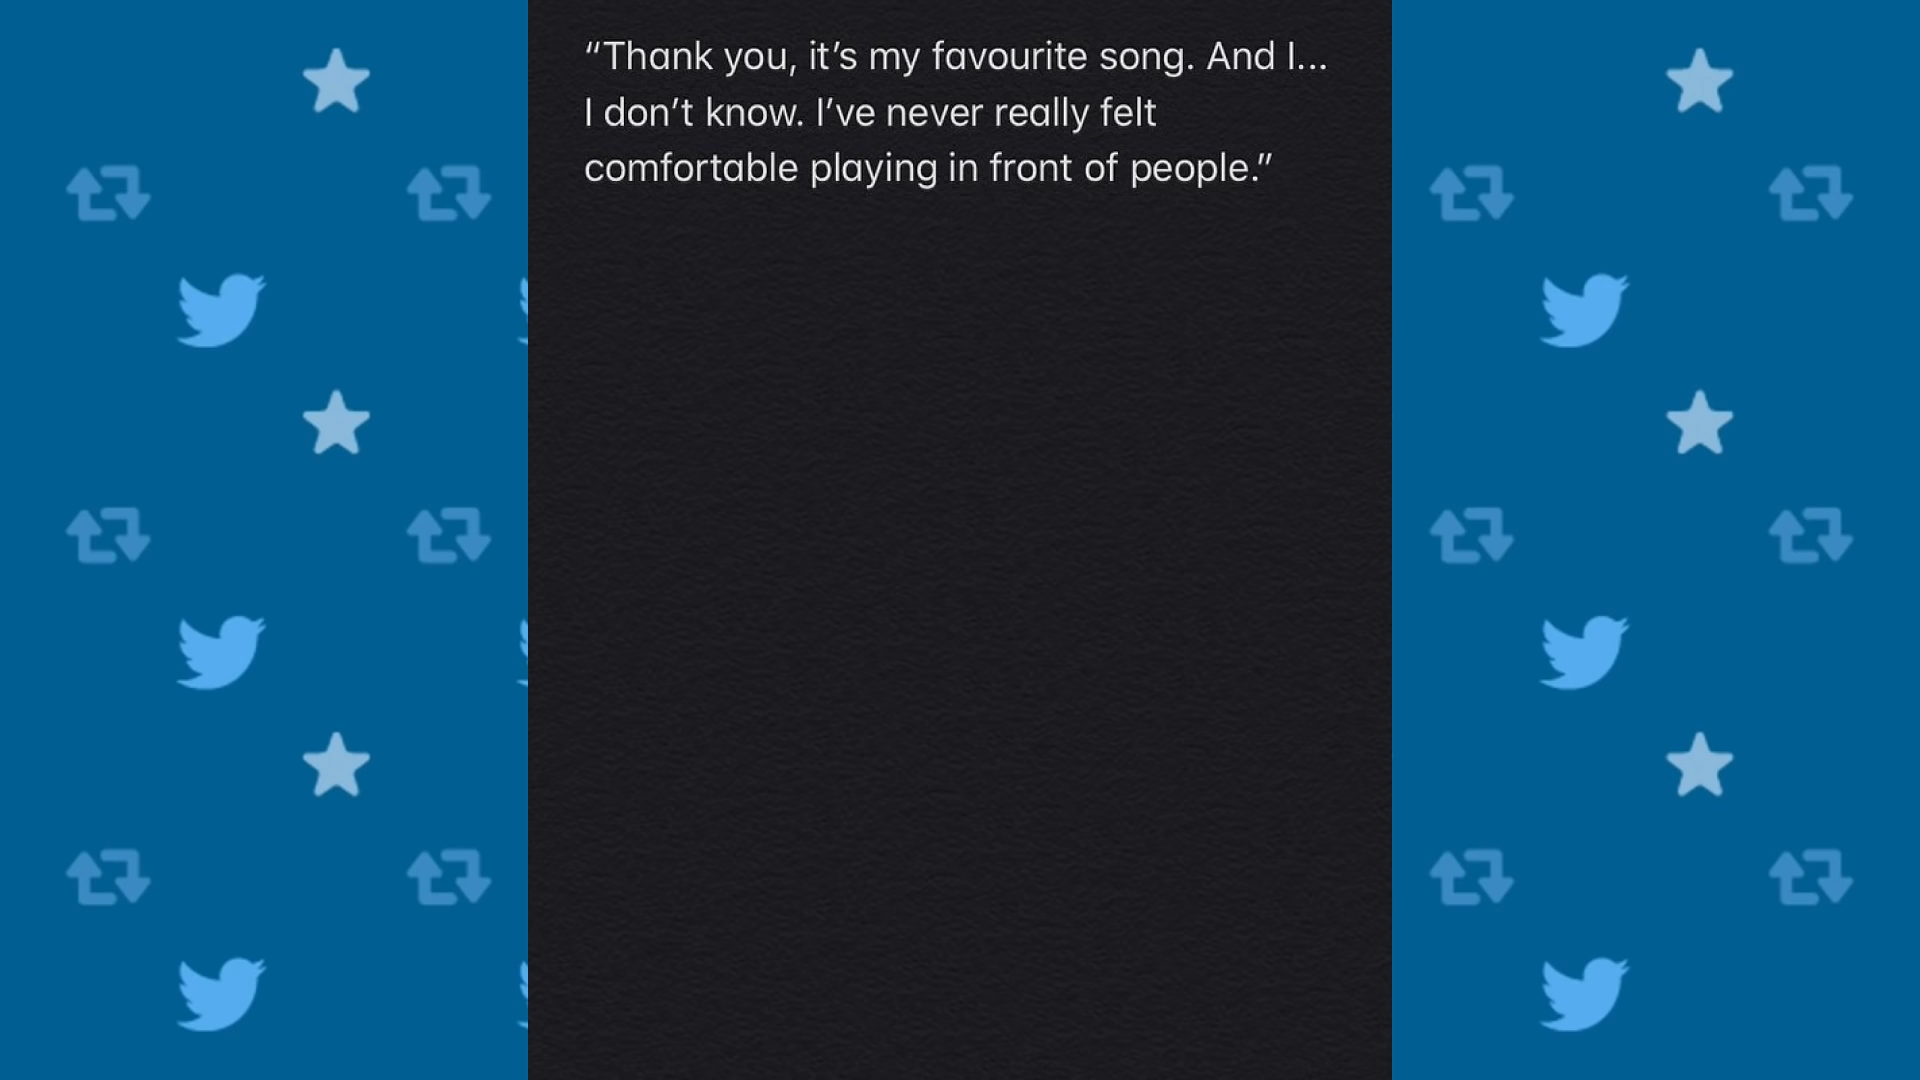 “Thank you, it’s my favourite song. And I...
I don’t know. I’ve never really felt
comfortable playing in front of people.”